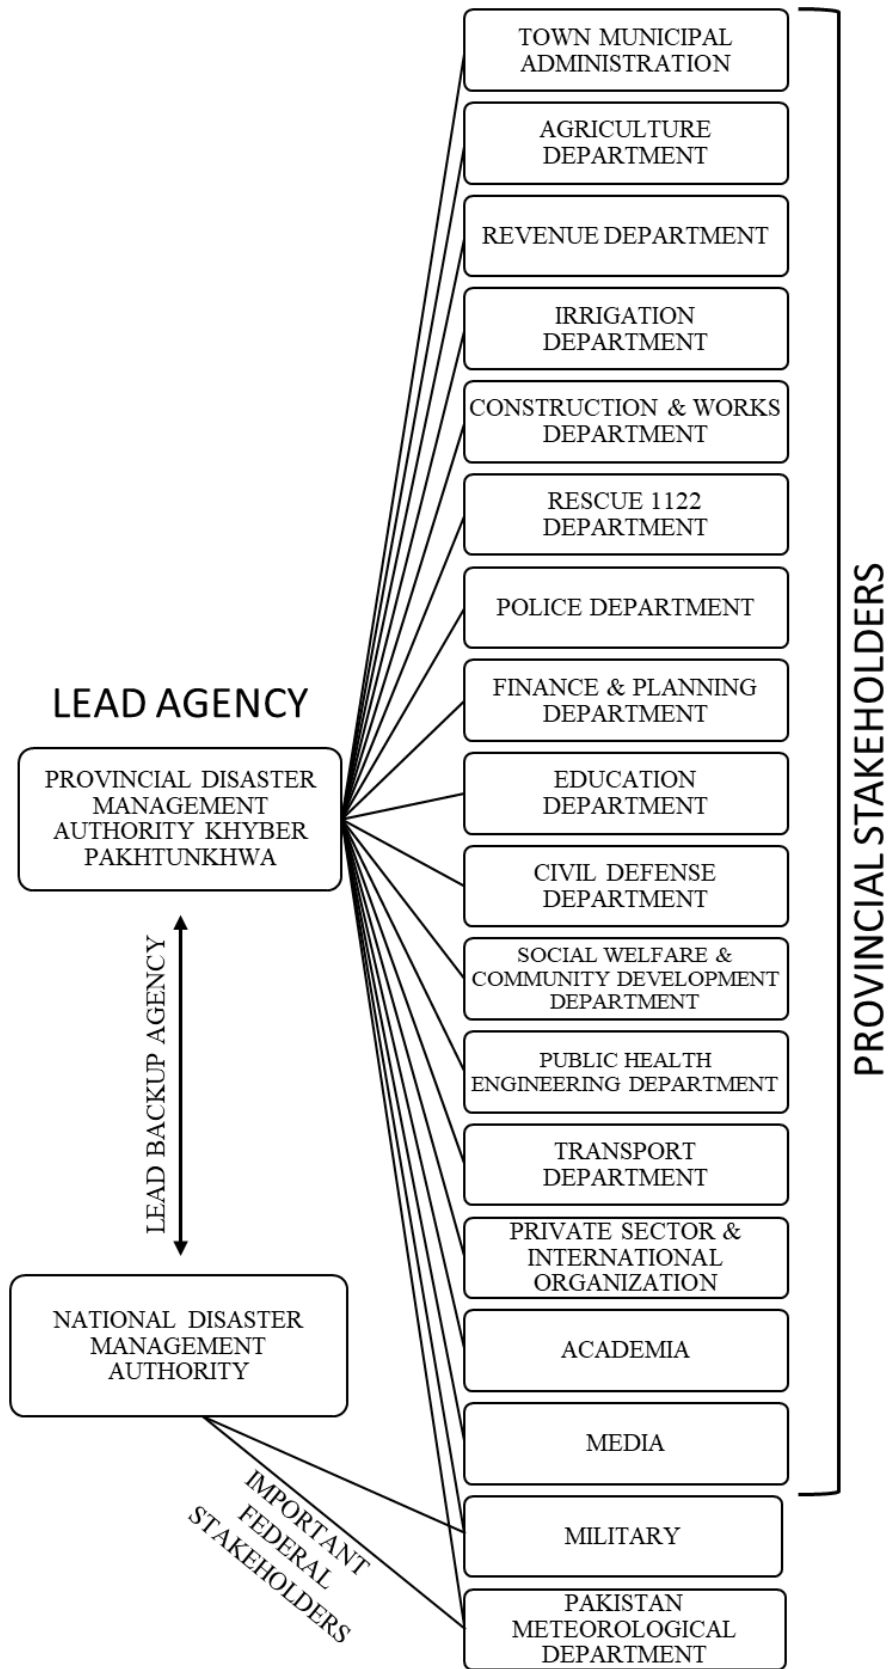 TOWN MUNICIPAL
ADMINISTRATION
AGRICULTURE
DEPARTMENT
REVENUE DEPARTMENT
IRRIGATION
DEPARTMENT
CONSTRUCTION & WORKS
DEPARTMENT
RESCUE 1122
DEPARTMENT
POLICE DEPARTMENT
FINANCE & PLANNING
DEPARTMENT
EDUCATION
DEPARTMENT
CIVIL DEFENSE
DEPARTMENT
SOCIAL WELFARE &
COMMUNITY DEVELOPMENT
DEPARTMENT
PUBLIC HEALTH
ENGINEERING DEPARTMENT
TRANSPORT
DEPARTMENT
PRIVATE SECTOR &
INTERNATIONAL
ORGANIZATION
ACADEMIA
MEDIA
MILITARY
PAKISTAN
METEOROLOGICAL
DEPARTMENT
PROVINCIAL STAKEHOLDERS
LEAD AGENCY
PROVINCIAL DISASTER
MANAGEMENT
AUTHORITY KHYBER
PAKHTUNKHWA
LEAD BACKUP AGENCY
NATIONAL DISASTER
MANAGEMENT
AUTHORITY
IMPORTANT
FEDERAL
STAKEHOLDERS